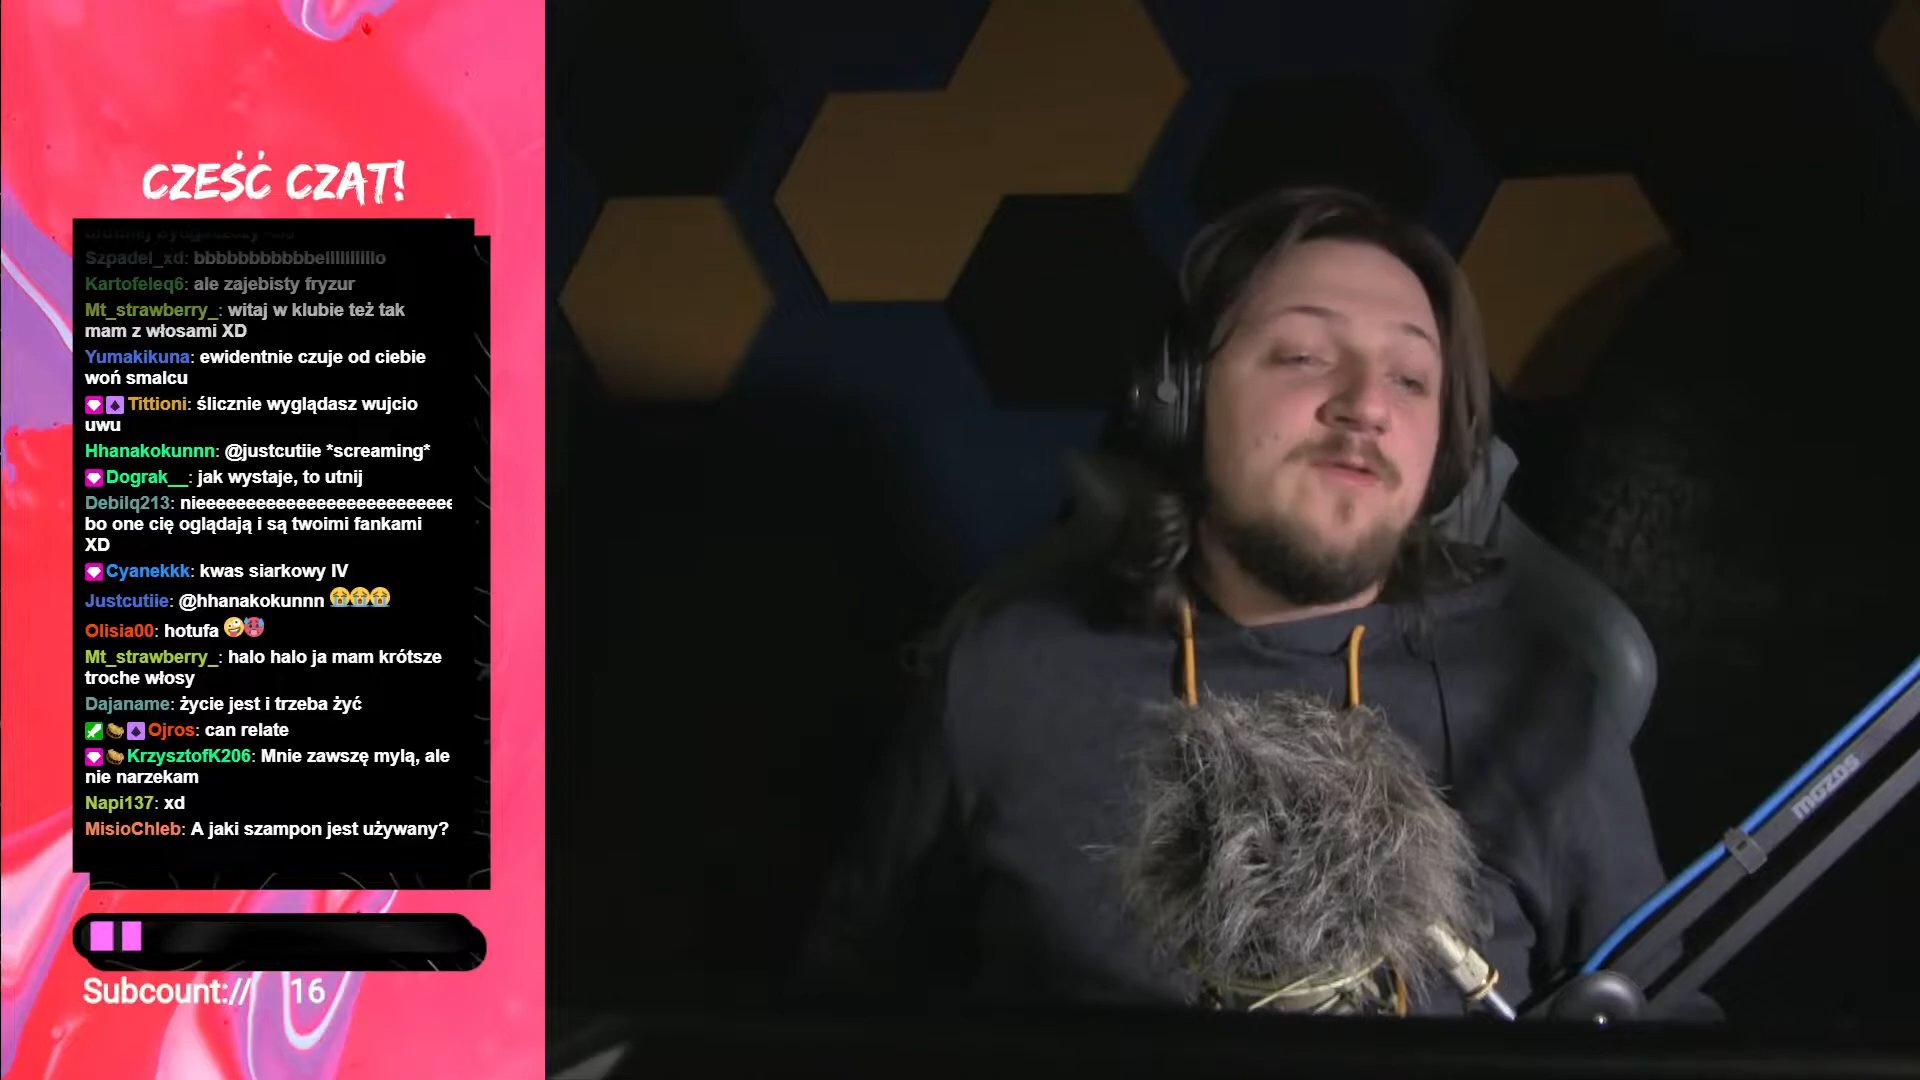 CZEŚĆ CZAT!
Szpadel_xd: bbbbbbbbbbbellllllllllo
Kartofeleq6: ale zajebisty fryzur
Mt_strawberry_: witaj w klubie też tak
mam z włosami XD
Yumakikuna: ewidentnie czuje od ciebie
woń smalcu
Tittioni: ślicznie wyglądasz wujcio
uwu
Hhanakokunnn: @justcutiie *screaming*
Dograk__: jak wystaje, to utnij
Debilq213: nieeeeeeeeeeeeeeeeeeeeeeeeee
bo one cię oglądają i są twoimi fankami
XD
Cyanekkk: kwas siarkowy IV
Justcutiie: @hhanakokunnn 😭😭😭
Olisia00: hotufa 🤪🥵
Mt_strawberry_: halo halo ja mam krótsze
troche włosy
Dajaname: życie jest i trzeba żyć
Ojros: can relate
KrzysztofK206: Mnie zawszę mylą, ale
nie narzekam
Napi137: xd
MisioChleb: A jaki szampon jest używany?
Subcount:// 16
mozos